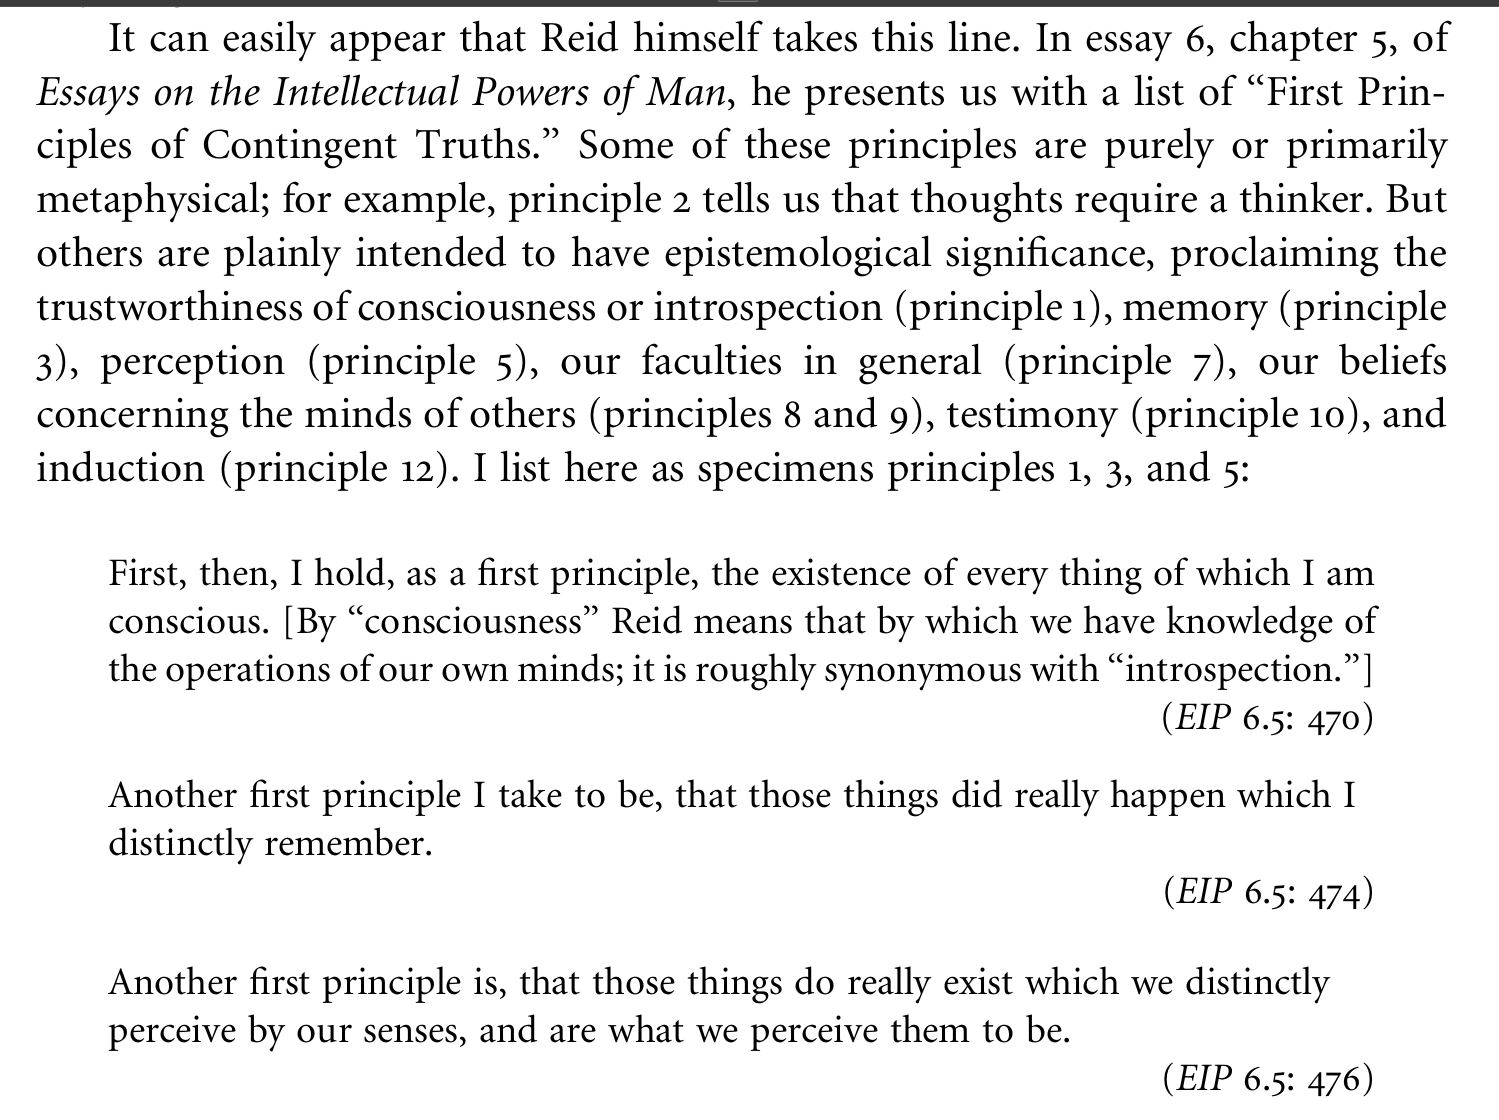 It can easily appear that Reid himself takes this line. In essay 6, chapter 5, of
Essays on the Intellectual Powers of Man, he presents us with a list of “First Prin-
ciples of Contingent Truths.” Some of these principles are purely or primarily
metaphysical; for example, principle 2 tells us that thoughts require a thinker. But
others are plainly intended to have epistemological significance, proclaiming the
trustworthiness of consciousness or introspection (principle 1), memory (principle
3), perception (principle 5), our faculties in general (principle 7), our beliefs
concerning the minds of others (principles 8 and 9), testimony (principle 10), and
induction (principle 12). I list here as specimens principles 1, 3, and 5:
First, then, I hold, as a first principle, the existence of every thing of which I am
conscious. [By “consciousness” Reid means that by which we have knowledge of
the operations of our own minds; it is roughly synonymous with “introspection.”]
(EIP 6.5: 470)
Another first principle I take to be, that those things did really happen which I
distinctly remember.
(EIP 6.5: 474)
Another first principle is, that those things do really exist which we distinctly
perceive by our senses, and are what we perceive them to be.
(EIP 6.5: 476)